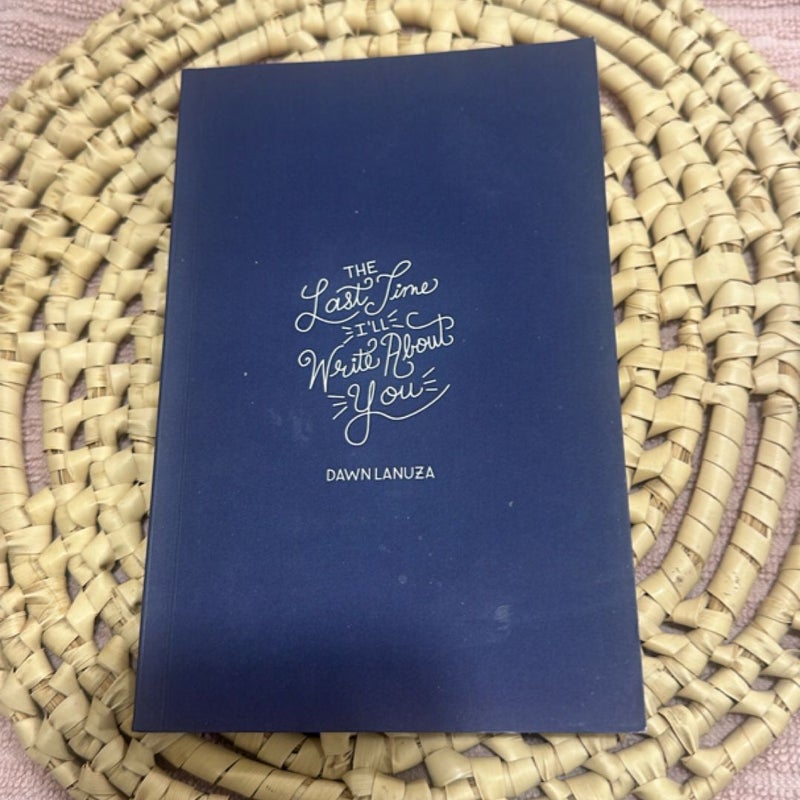 THE
Last Time
I'LL
Write About
You
DAWN LANUZA